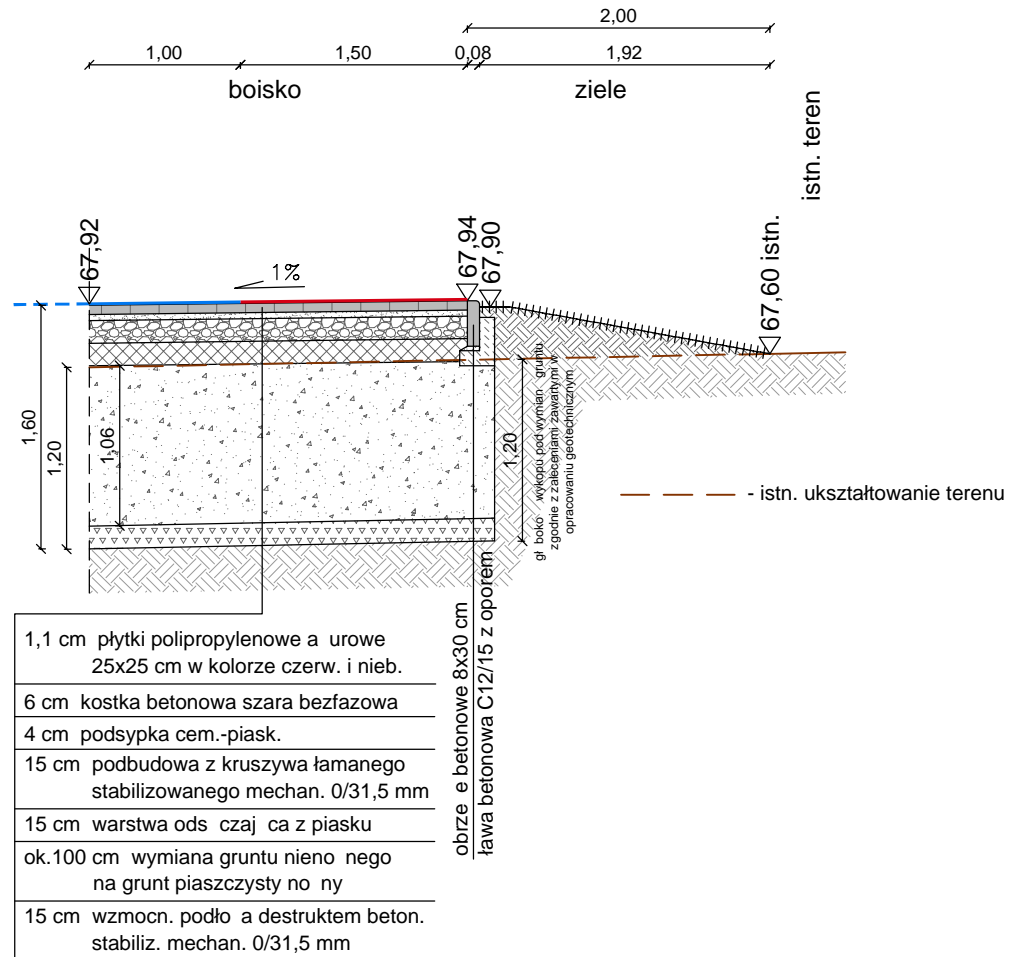 2,00
1,00 1,50 0,08 1,92
boisko ziele
istn. teren
67,92
67,94
67,90
67,60 istn.
1%
1,60
1,20
1,06
1,20
gł boko wykopu pod wymian gruntu
zgodnie z zaleceniami zawartymi w
opracowaniu geotechnicznym
- istn. ukształtowanie terenu
1,1 cm płytki polipropylenowe a urowe
25x25 cm w kolorze czerw. i nieb.
6 cm kostka betonowa szara bezfazowa
4 cm podsypka cem.-piask.
15 cm podbudowa z kruszywa łamanego
stabilizowanego mechan. 0/31,5 mm
15 cm warstwa ods czaj ca z piasku
ok.100 cm wymiana gruntu nieno nego
na grunt piaszczysty no ny
15 cm wzmocn. podło a destruktem beton.
stabiliz. mechan. 0/31,5 mm
obrze e betonowe 8x30 cm
ława betonowa C12/15 z oporem